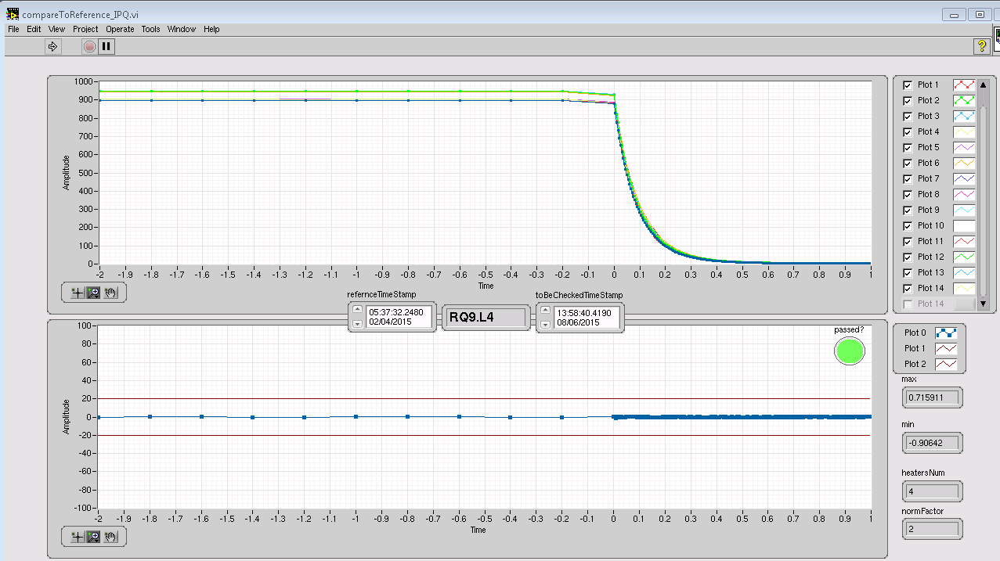 compareToReference_IPQ.vi
File Edit View Project Operate Tools Window Help
?
1000
900
800
700
600
500
400
300
200
100
0
Amplitude
-2 -1.9 -1.8 -1.7 -1.6 -1.5 -1.4 -1.3 -1.2 -1.1 -1 -0.9 -0.8 -0.7 -0.6 -0.5 -0.4 -0.3 -0.2 -0.1 0 0.1 0.2 0.3 0.4 0.5 0.6 0.7 0.8 0.9 1
Time
Plot 1
Plot 2
Plot 3
Plot 4
Plot 5
Plot 6
Plot 7
Plot 8
Plot 9
Plot 10
Plot 11
Plot 12
Plot 13
Plot 14
Plot 14
refernceTimeStamp
05:37:32.2480
02/04/2015
RQ9.L4
toBeCheckedTimeStamp
13:58:40.4190
08/06/2015
100
80
60
40
20
0
-20
-40
-60
-80
-100
Amplitude
-2 -1.9 -1.8 -1.7 -1.6 -1.5 -1.4 -1.3 -1.2 -1.1 -1 -0.9 -0.8 -0.7 -0.6 -0.5 -0.4 -0.3 -0.2 -0.1 0 0.1 0.2 0.3 0.4 0.5 0.6 0.7 0.8 0.9 1
Time
passed?
Plot 0
Plot 1
Plot 2
max
0.715911
min
-0.90642
heatersNum
4
normFactor
2